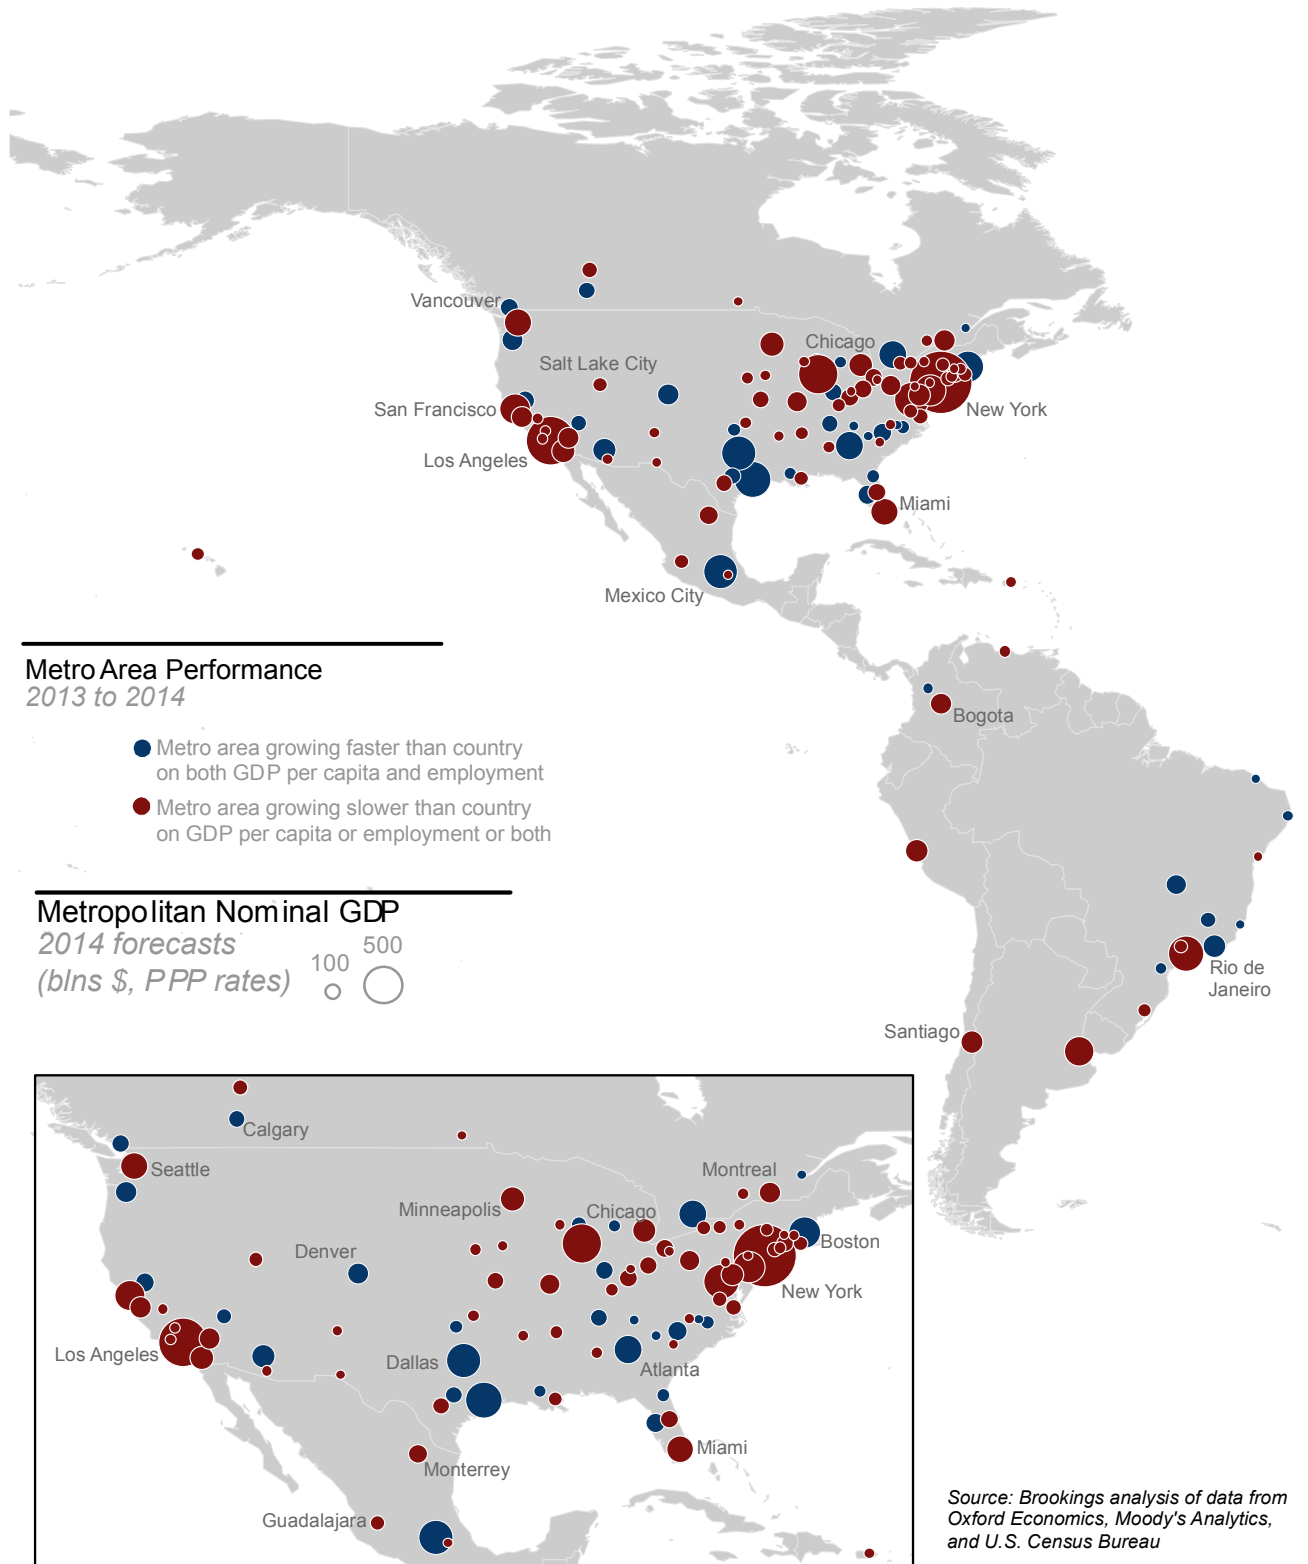 Vancouver
Chicago
Salt Lake City
San Francisco
New York
Los Angeles
Miami
Mexico City
Metro Area Performance
2013 to 2014
Bogota
Metro area growing faster than country
on both GDP per capita and employment
Metro area growing slower than country
on GDP per capita or employment or both
Metropolitan Nominal GDP
2014 forecasts
(blns $, PPP rates)
100
500
Rio de
Janeiro
Santiago
Calgary
Seattle
Montreal
Minneapolis
Chicago
Boston
Denver
New York
Los Angeles
Dallas
Atlanta
Miami
Monterrey
Guadalajara
Source: Brookings analysis of data from
Oxford Economics, Moody's Analytics,
and U.S. Census Bureau